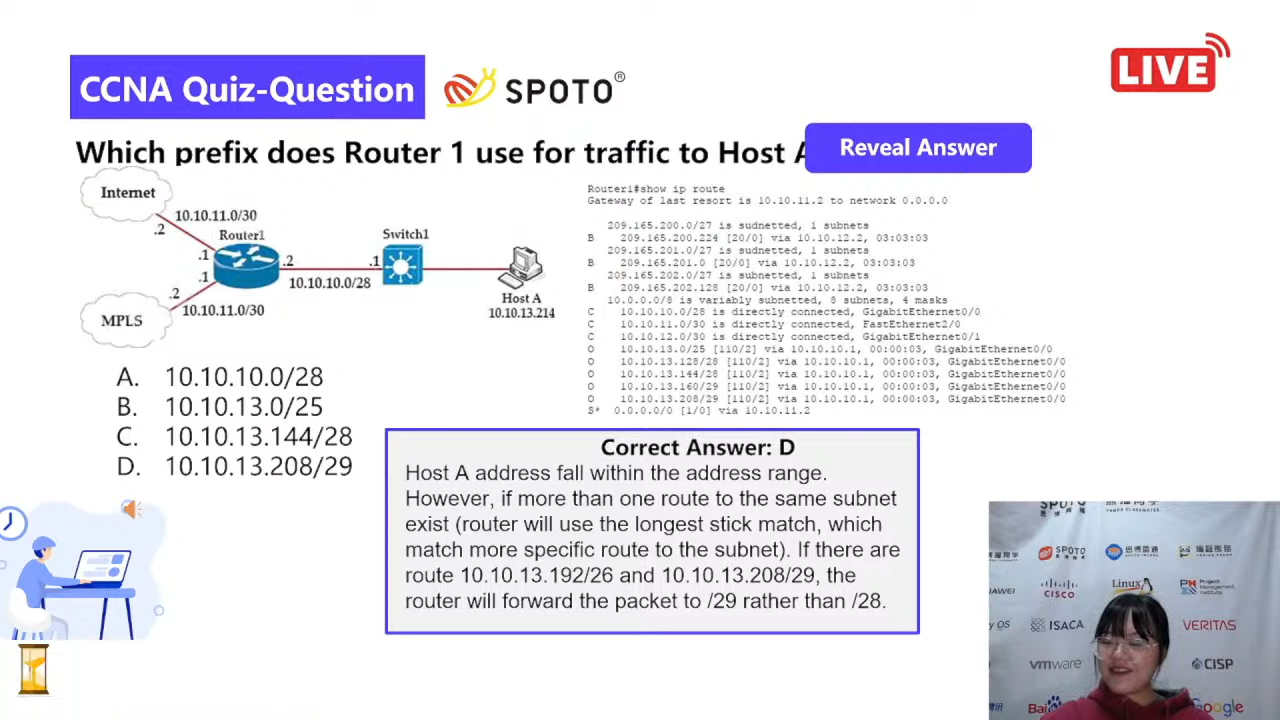 CCNA Quiz-Question
SPOTO®
LIVE
Which prefix does Router 1 use for traffic to Host A
Reveal Answer
Internet
10.10.11.0/30
.2
Router1
.1
.1
.2
10.10.10.0/28
Switch1
.1
Host A
10.10.13.214
.2
10.10.11.0/30
MPLS
Router1#show ip route
Gateway of last resort is 10.10.11.2 to network 0.0.0.0
209.165.200.0/27 is sudnetted, 1 subnets
B 209.165.200.224 [20/0] via 10.10.12.2, 03:03:03
209.165.201.0/27 is sudnetted, 1 subnets
B 209.165.201.0 [20/0] via 10.10.12.2, 03:03:03
209.165.202.0/27 is subnetted, 1 subnets
B 209.165.202.128 [20/0] via 10.10.12.2, 03:03:03
10.0.0.0/8 is variably subnetted, 8 subnets, 4 masks
C 10.10.10.0/28 is directly connected, GigabitEthernet0/0
C 10.10.11.0/30 is directly connected, FastEthernet2/0
C 10.10.12.0/30 is directly connected, GigabitEthernet0/1
O 10.10.13.0/25 [110/2] via 10.10.10.1, 00:00:03, GigabitEthernet0/0
O 10.10.13.128/28 [110/2] via 10.10.10.1, 00:00:03, GigabitEthernet0/0
O 10.10.13.144/28 [110/2] via 10.10.10.1, 00:00:03, GigabitEthernet0/0
O 10.10.13.160/29 [110/2] via 10.10.10.1, 00:00:03, GigabitEthernet0/0
O 10.10.13.208/29 [110/2] via 10.10.10.1, 00:00:03, GigabitEthernet0/0
S* 0.0.0.0/0 [1/0] via 10.10.11.2
A. 10.10.10.0/28
B. 10.10.13.0/25
C. 10.10.13.144/28
D. 10.10.13.208/29
Correct Answer: D
Host A address fall within the address range.
However, if more than one route to the same subnet
exist (router will use the longest stick match, which
match more specific route to the subnet). If there are
route 10.10.13.192/26 and 10.10.13.208/29, the
router will forward the packet to /29 rather than /28.
SPOTO
CISCO
Linux
Project Management Institute
ISACA
VERITAS
vmware
CISP
Google